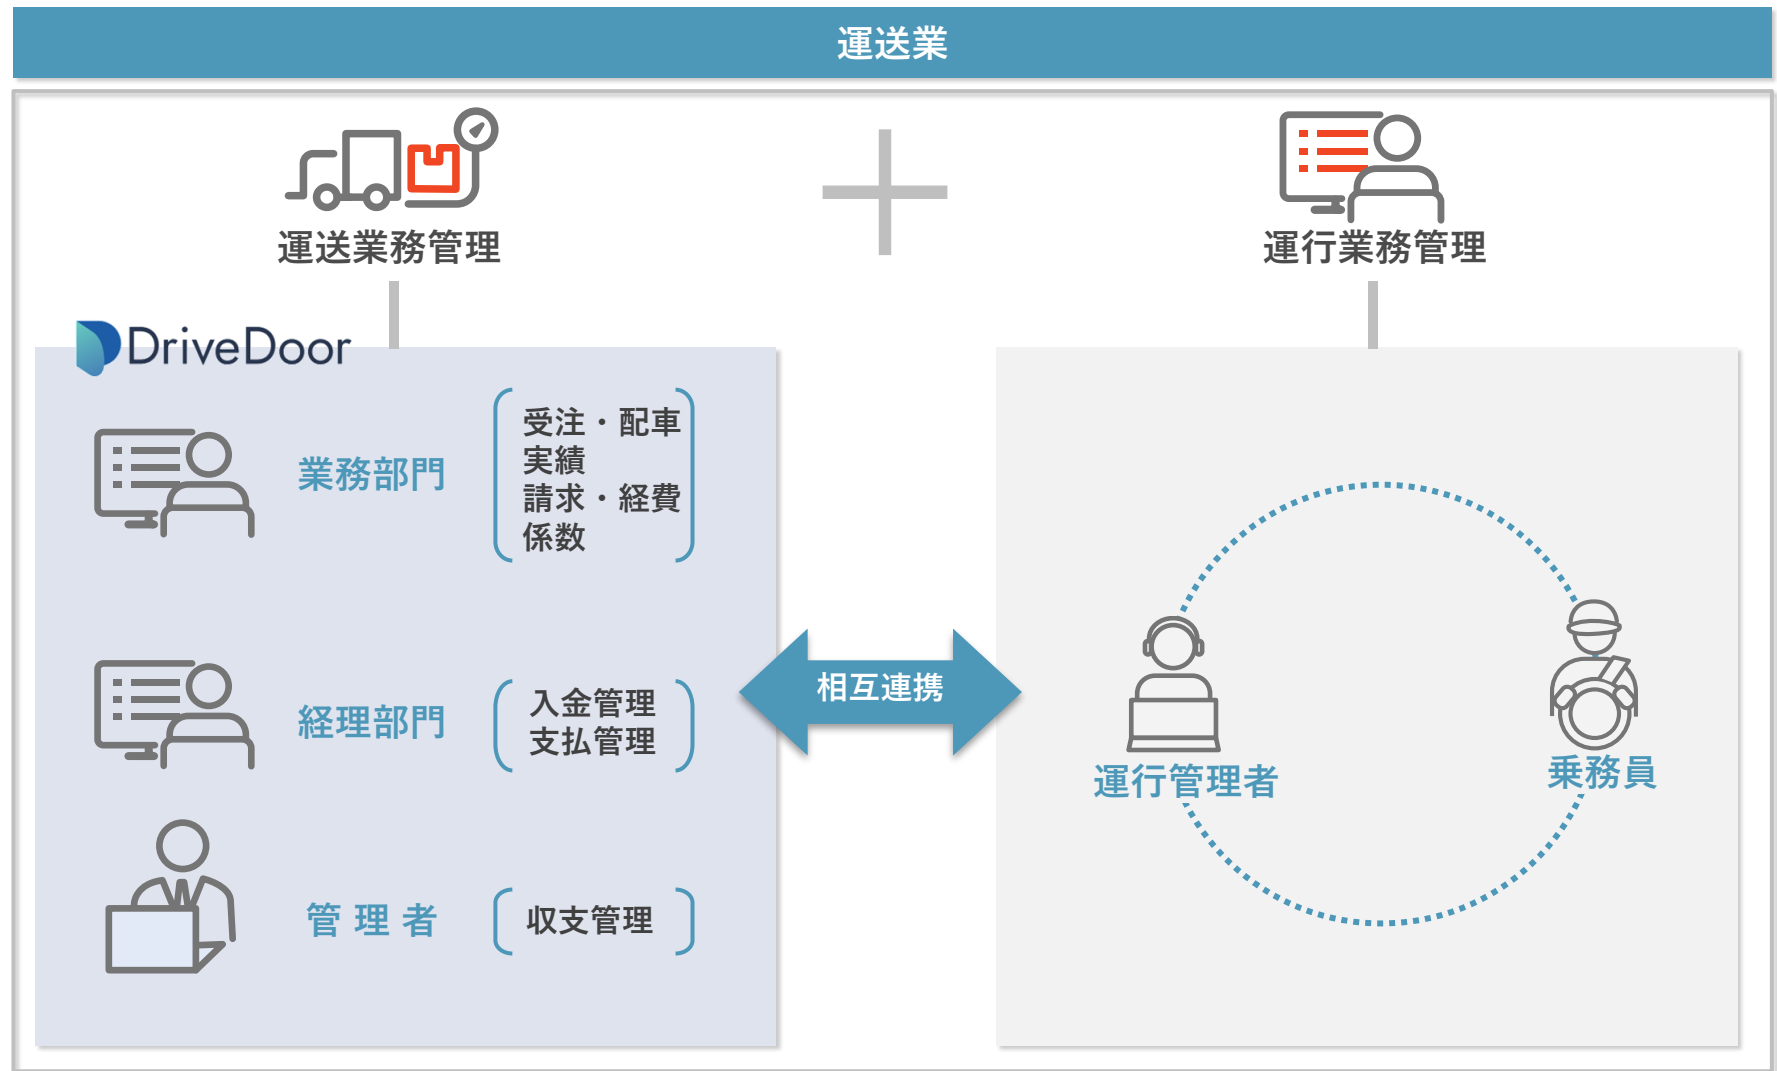 運送業
運送業務管理
運行業務管理
DriveDoor
業務部門
受注・配車
実績
請求・経費
係数
経理部門
入金管理
支払管理
管理者
収支管理
相互連携
運行管理者
乗務員